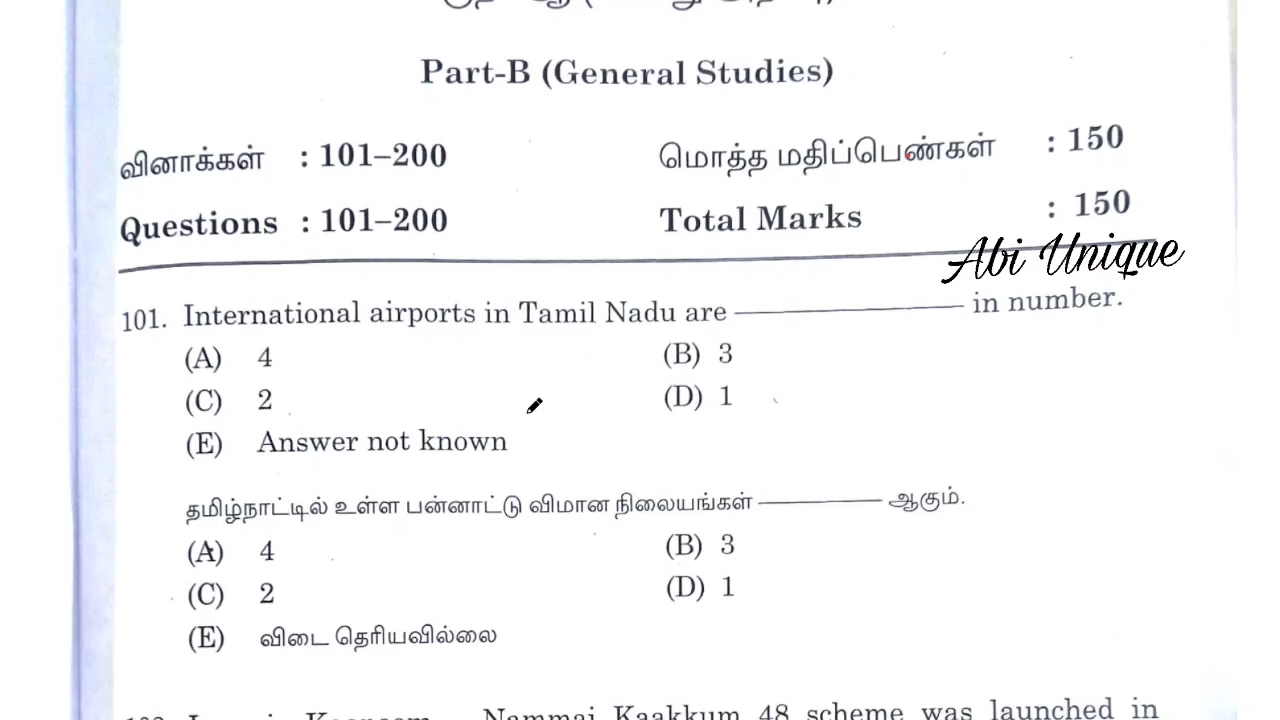 Part-B (General Studies)
வினாக்கள் : 101–200 மொத்த மதிப்பெண்கள் : 150
Questions : 101–200 Total Marks : 150
Abi Unique
101. International airports in Tamil Nadu are ———— in number.
(A) 4 (B) 3
(C) 2 (D) 1
(E) Answer not known
தமிழ்நாட்டில் உள்ள பன்னாட்டு விமான நிலையங்கள் ———— ஆகும்.
(A) 4 (B) 3
(C) 2 (D) 1
(E) விடை தெரியவில்லை
Nammai Kaakkum 48 scheme was launched in